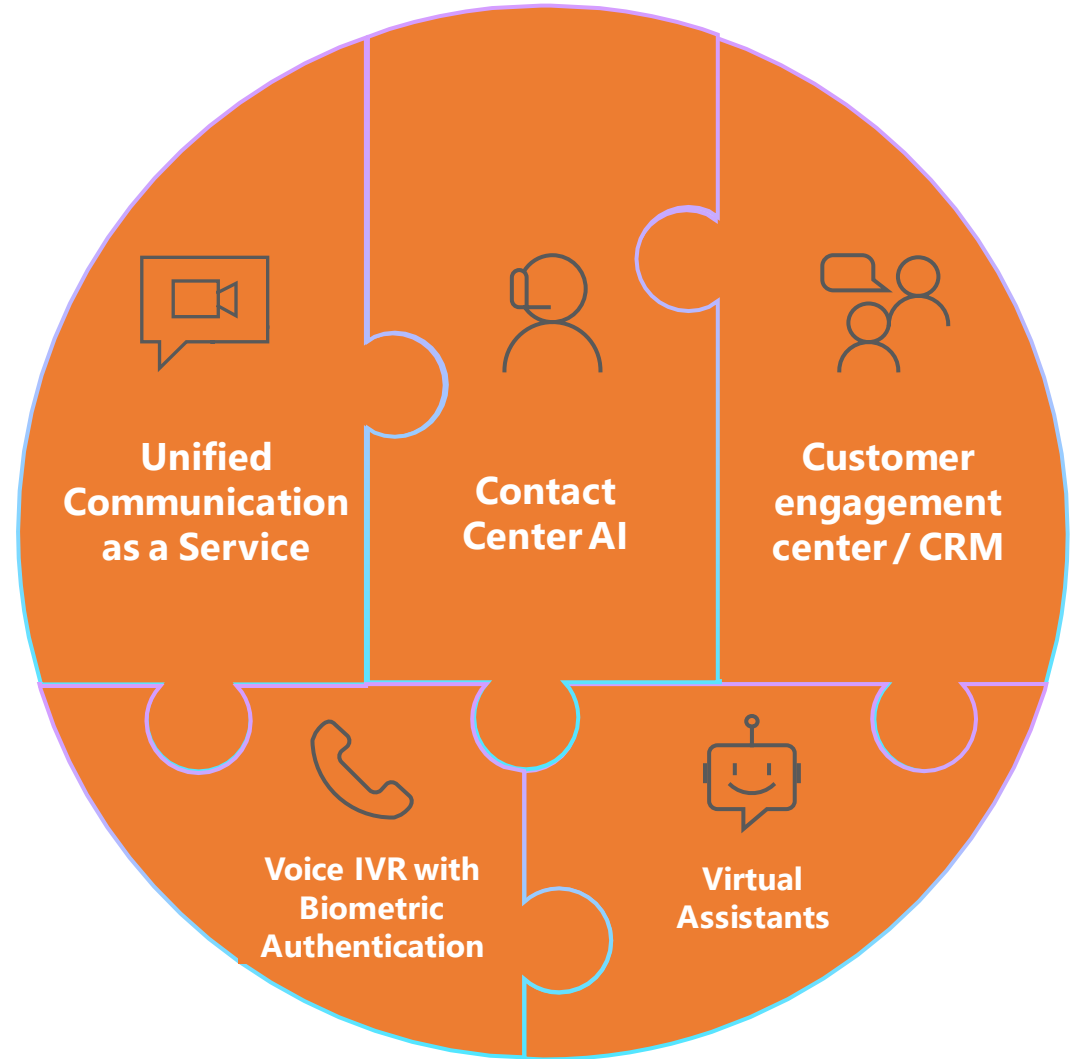 Unified
Communication
as a Service
Contact
Center AI
Customer
engagement
center / CRM
Voice IVR with
Biometric
Authentication
Virtual
Assistants